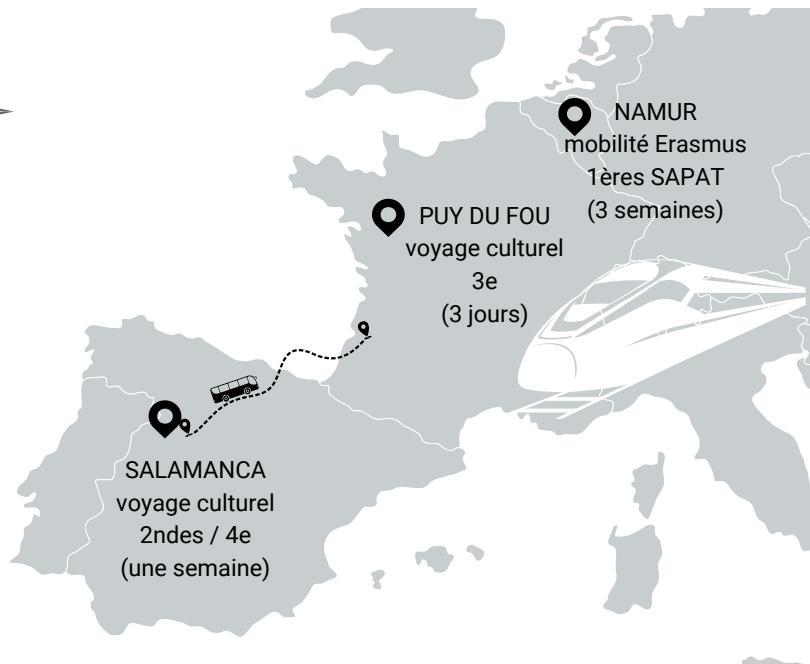 NAMUR
mobilité Erasmus
1ères SAPAT
(3 semaines)
PUY DU FOU
voyage culturel
3e
(3 jours)
SALAMANCA
voyage culturel
2ndes / 4e
(une semaine)